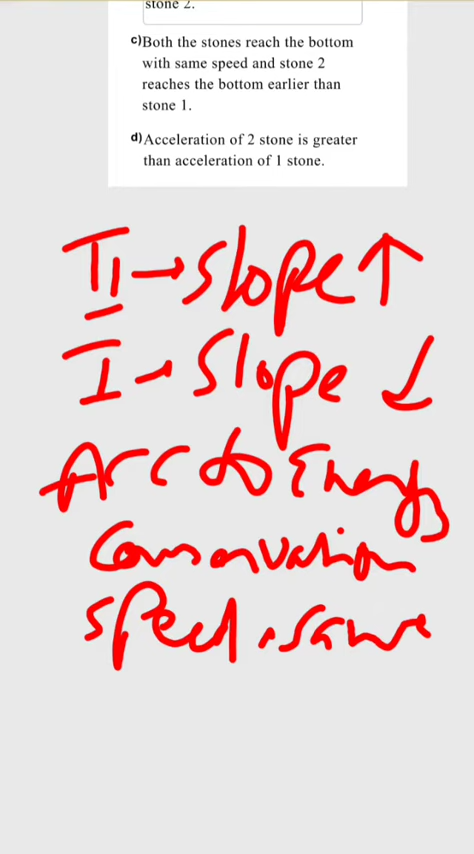 stone 2.
c) Both the stones reach the bottom
with same speed and stone 2
reaches the bottom earlier than
stone 1.
d) Acceleration of 2 stone is greater
than acceleration of 1 stone.
II → slope ↑
I → slope ↓
Acc to Energy
Conservation
speed same